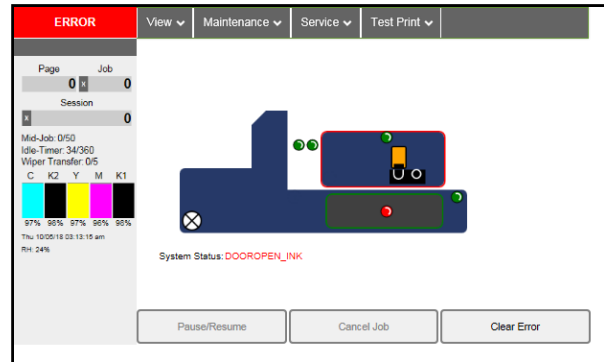 ERROR View Maintenance Service Test Print
Page Job
0 x 0
Session
x 0
Mid-Job: 0/50
Idle-Timer: 34/360
Wiper Transfer: 0/5
C K2 Y M K1
97% 96% 97% 96% 96%
Thu 10/05/18 03:13:15 am
RH: 24%
System Status: DOOROPEN_INK
Pause/Resume Cancel Job Clear Error